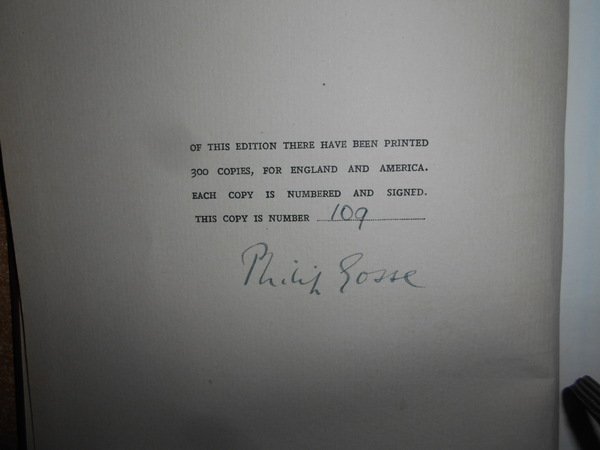 OF THIS EDITION THERE HAVE BEEN PRINTED
300 COPIES, FOR ENGLAND AND AMERICA.
EACH COPY IS NUMBERED AND SIGNED.
THIS COPY IS NUMBER 109
Philip Gosse